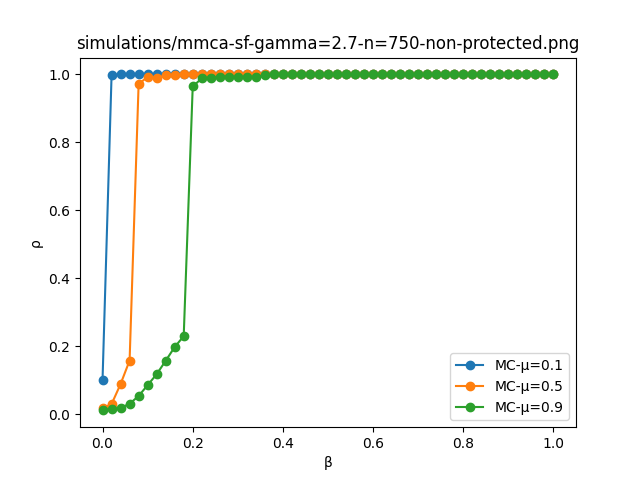 simulations/mmca-sf-gamma=2.7-n=750-non-protected.png
1.0
0.8
0.6
0.4
0.2
0.0
ρ
0.0 0.2 0.4 0.6 0.8 1.0
β
MC-μ=0.1
MC-μ=0.5
MC-μ=0.9